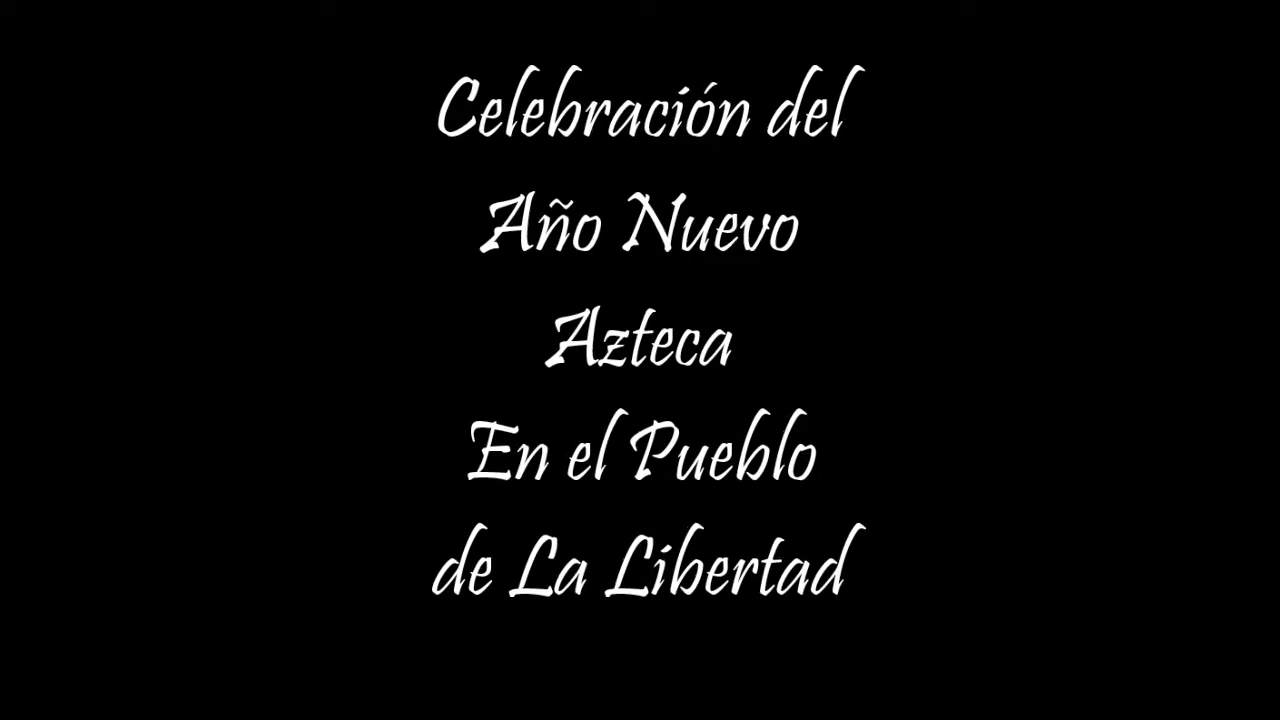 Celebración del
Año Nuevo
Azteca
En el Pueblo
de La Libertad